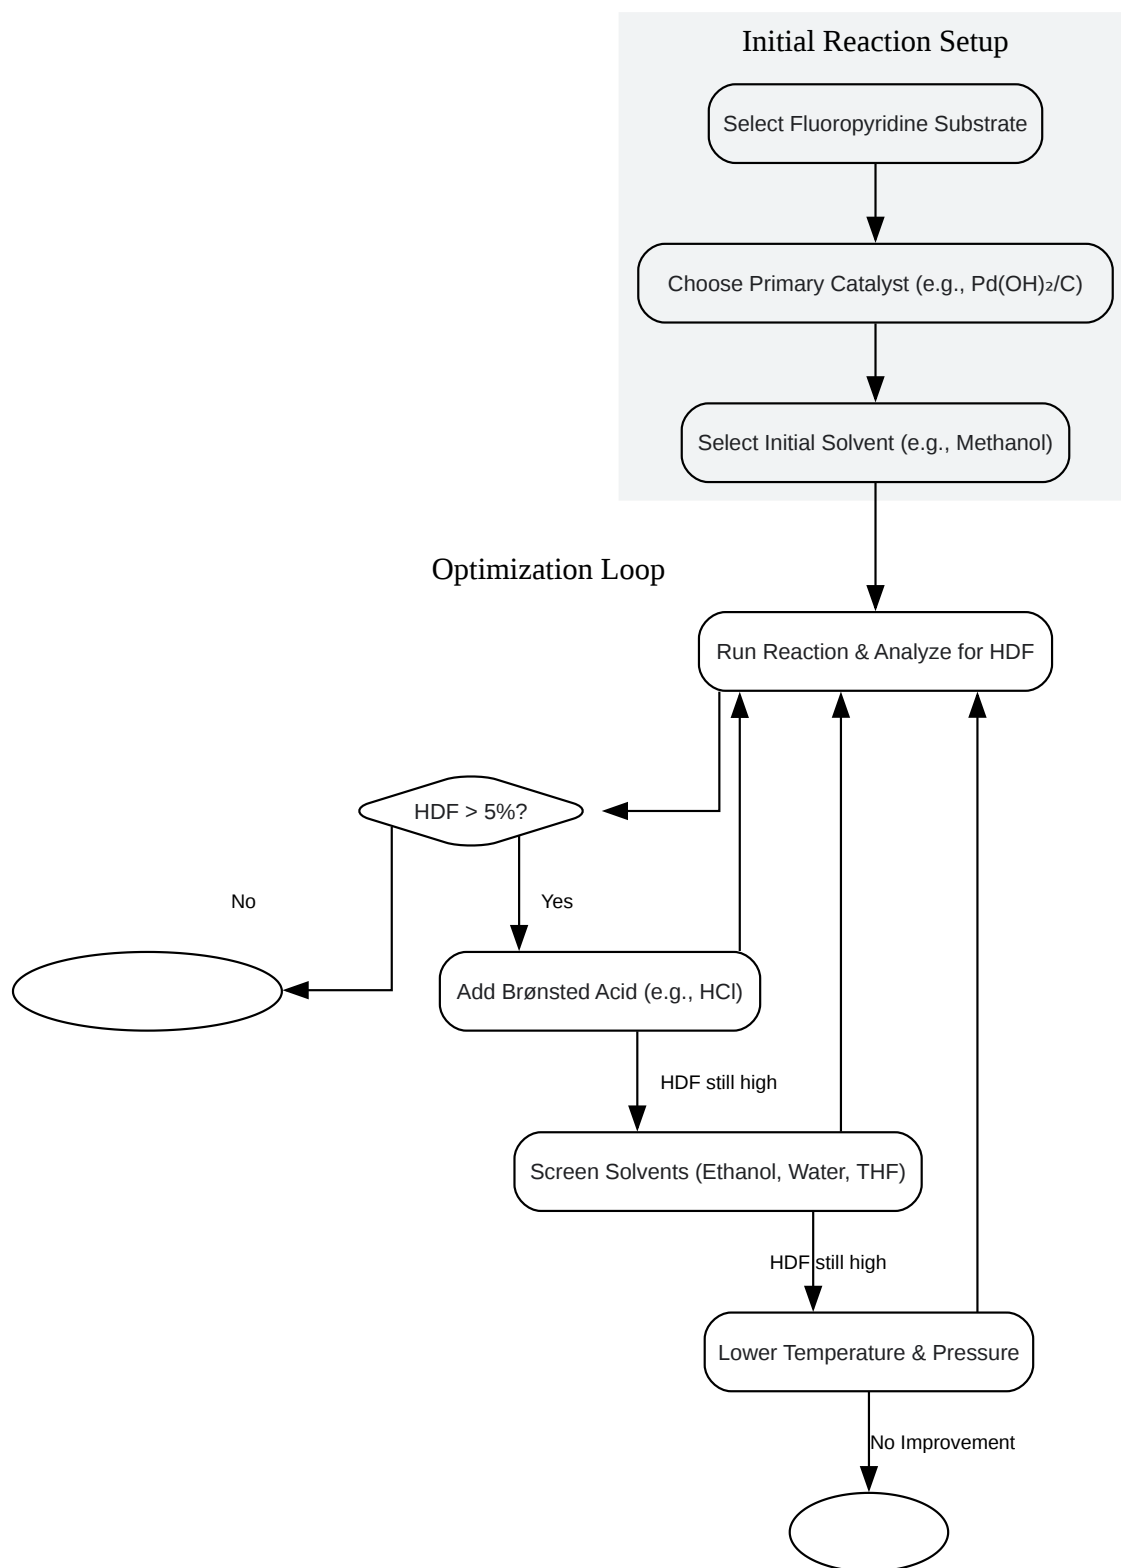 Initial Reaction Setup
Select Fluoropyridine Substrate
Choose Primary Catalyst (e.g., Pd(OH)₂/C)
Select Initial Solvent (e.g., Methanol)
Optimization Loop
Run Reaction & Analyze for HDF
HDF > 5%?
No
Yes
Add Brønsted Acid (e.g., HCl)
HDF still high
Screen Solvents (Ethanol, Water, THF)
HDF still high
Lower Temperature & Pressure
No Improvement